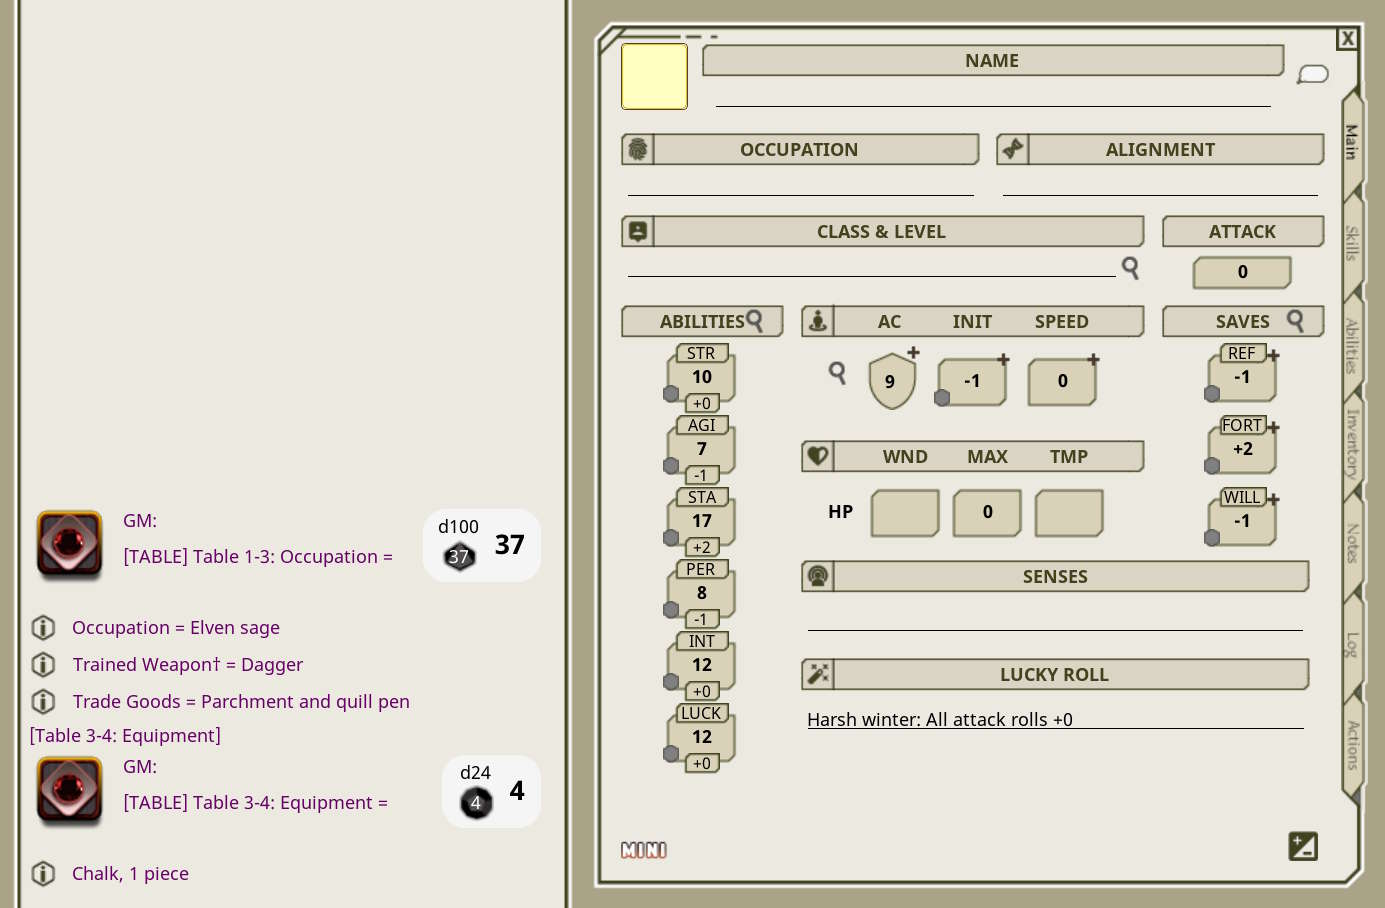 GM:
d100
[TABLE] Table 1-3: Occupation =
37
37
Occupation = Elven sage
Trained Weapon† = Dagger
Trade Goods = Parchment and quill pen
[Table 3-4: Equipment]
GM:
d24
[TABLE] Table 3-4: Equipment =
4
4
Chalk, 1 piece
X
NAME
OCCUPATION
ALIGNMENT
CLASS & LEVEL
ATTACK
0
ABILITIES
STR
10
+0
AGI
7
-1
STA
17
+2
PER
8
-1
INT
12
+0
LUCK
12
+0
AC INIT SPEED
9 -1 0
WND MAX TMP
HP 0
SENSES
LUCKY ROLL
Harsh winter: All attack rolls +0
SAVES
REF
-1
FORT
+2
WILL
-1
MINI
Main
Skills
Abilities
Inventory
Notes
Log
Actions